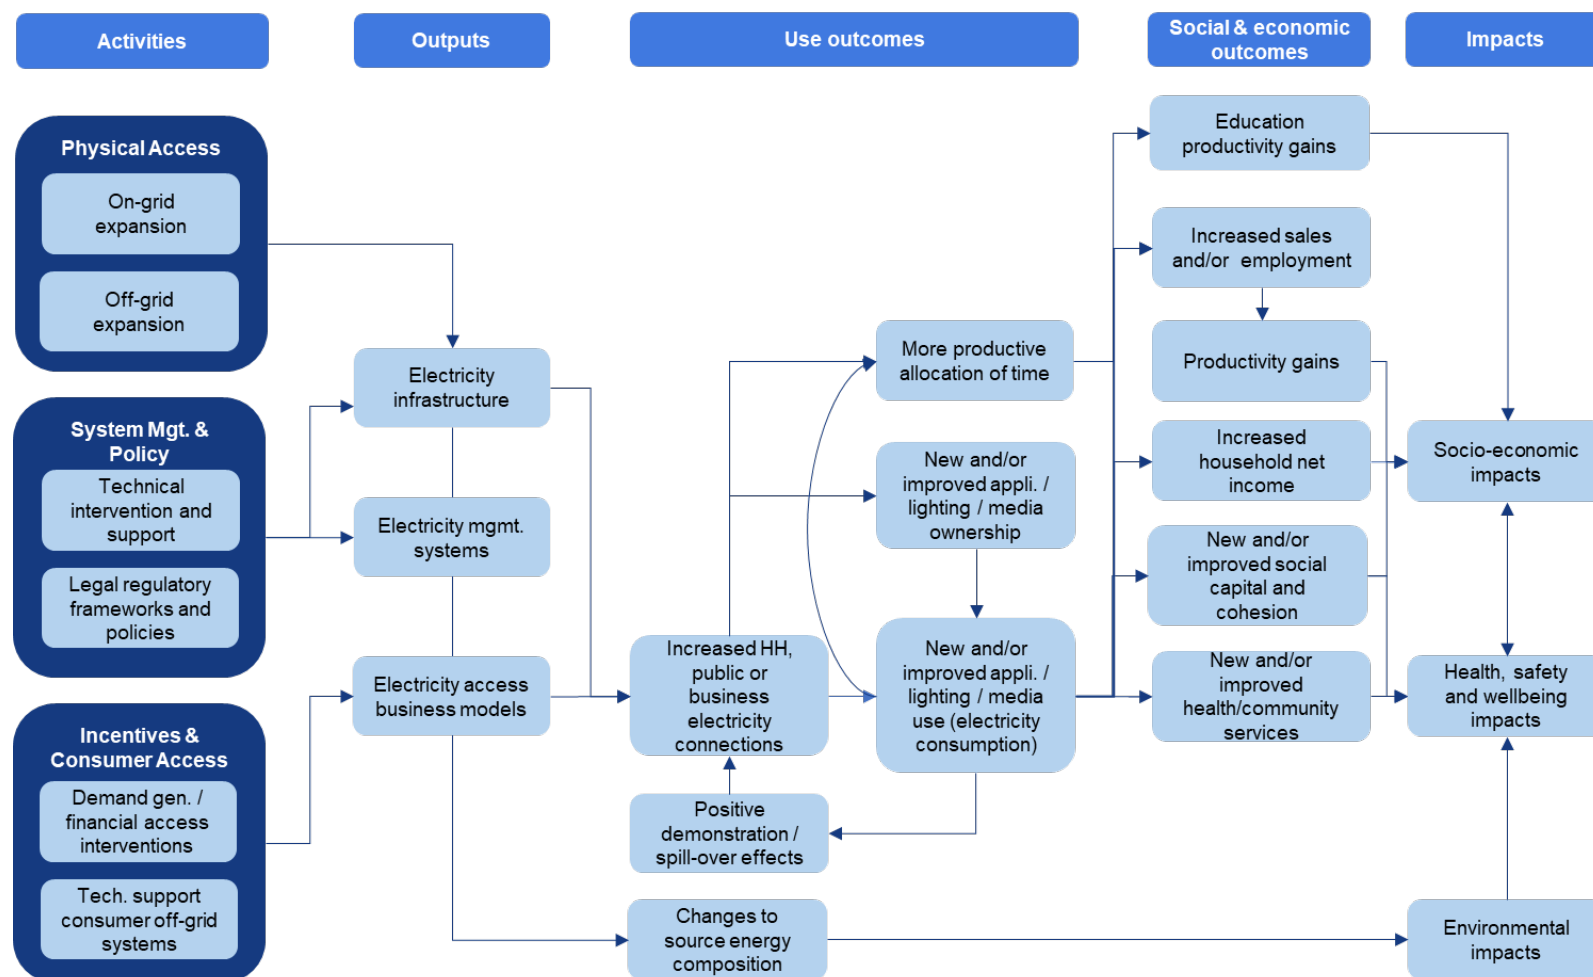 Activities
Outputs
Use outcomes
Social & economic
outcomes
Impacts
Physical Access
On-grid
expansion
Off-grid
expansion
System Mgt. &
Policy
Technical
intervention and
support
Legal regulatory
frameworks and
policies
Incentives &
Consumer Access
Demand gen. /
financial access
interventions
Tech. support
consumer off-grid
systems
Electricity
infrastructure
Electricity mgmt.
systems
Electricity access
business models
Increased HH,
public or
business
electricity
connections
Positive
demonstration /
spill-over effects
Changes to
source energy
composition
More productive
allocation of time
New and/or
improved appli. /
lighting / media
ownership
New and/or
improved appli. /
lighting / media
use (electricity
consumption)
Education
productivity gains
Increased sales
and/or employment
Productivity gains
Increased
household net
income
New and/or
improved social
capital and
cohesion
New and/or
improved
health/community
services
Socio-economic
impacts
Health, safety
and wellbeing
impacts
Environmental
impacts